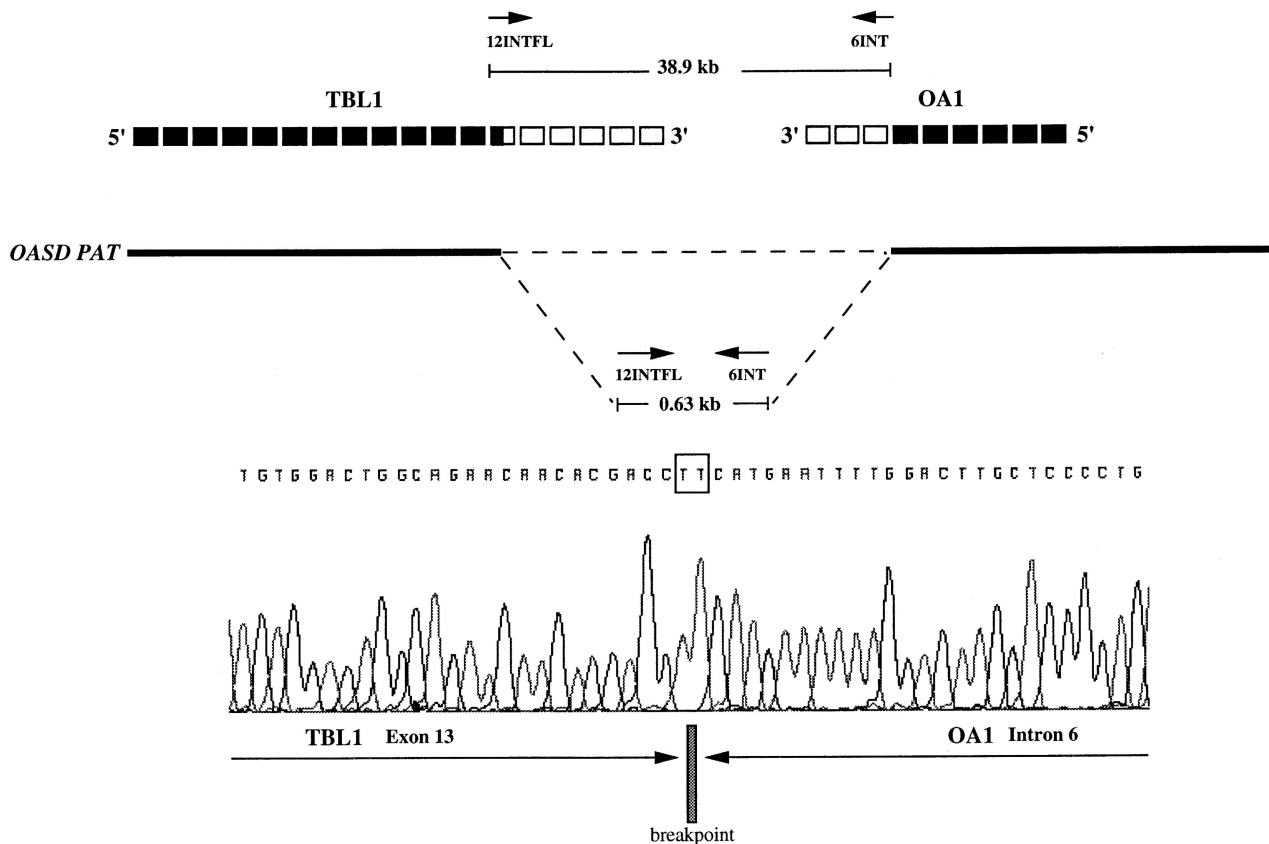 12INTFL 6INT
38.9 kb
TBL1 OA1
5' 3' 3' 5'
OASD PAT
12INTFL 6INT
0.63 kb
T G T G G A C T G G C A G A A C A A C A C G A C C T T C A T G A A T T T T G G A C T T G C T C C C C T G
TBL1 Exon 13 OA1 Intron 6
breakpoint